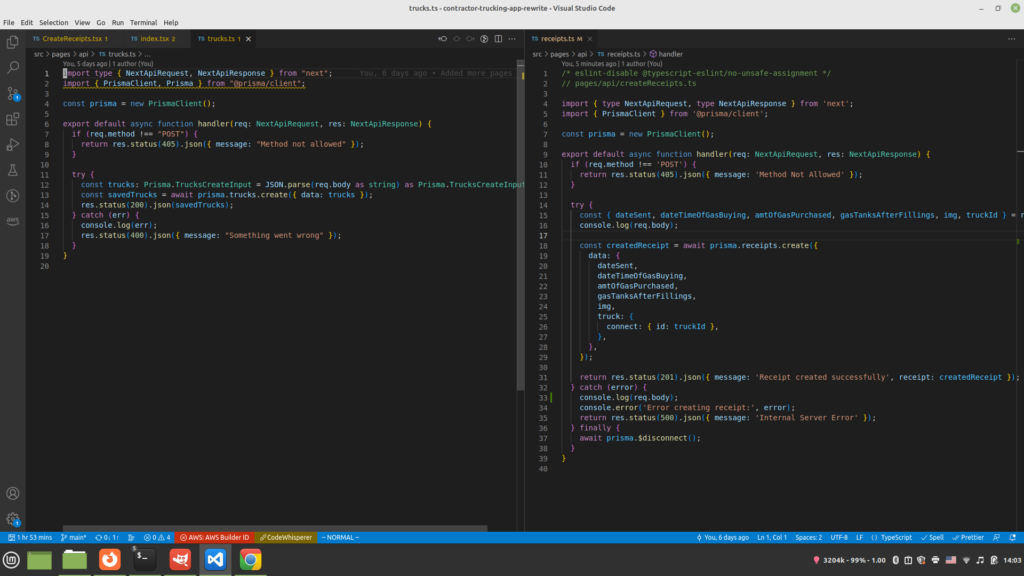 trucks.ts - contractor-trucking-app-rewrite - Visual Studio Code
File Edit Selection View Go Run Terminal Help
TS CreateReceipts.tsx 1 TS index.tsx 2 TS trucks.ts 1
src > pages > api > TS trucks.ts > ...
You, 5 days ago | 1 author (You)
1 import type { NextApiRequest, NextApiResponse } from "next"; You, 6 days ago • Added more pages
2 import { PrismaClient, Prisma } from "@prisma/client";
3
4 const prisma = new PrismaClient();
5
6 export default async function handler(req: NextApiRequest, res: NextApiResponse) {
7 if (req.method !== "POST") {
8 return res.status(405).json({ message: "Method not allowed" });
9 }
10
11 try {
12 const trucks: Prisma.TrucksCreateInput = JSON.parse(req.body as string) as Prisma.TrucksCreateInput
13 const savedTrucks = await prisma.trucks.create({ data: trucks });
14 res.status(200).json(savedTrucks);
15 } catch (err) {
16 console.log(err);
17 res.status(400).json({ message: "Something went wrong" });
18 }
19 }
20
TS receipts.ts M
src > pages > api > TS receipts.ts > handler
You, 5 minutes ago | 1 author (You)
1 /* eslint-disable @typescript-eslint/no-unsafe-assignment */
2 // pages/api/createReceipts.ts
3
4 import { type NextApiRequest, type NextApiResponse } from 'next';
5 import { PrismaClient } from '@prisma/client';
6
7 const prisma = new PrismaClient();
8
9 export default async function handler(req: NextApiRequest, res: NextApiResponse) {
10 if (req.method !== 'POST') {
11 return res.status(405).json({ message: 'Method Not Allowed' });
12 }
13
14 try {
15 const { dateSent, dateTimeOfGasBuying, amtOfGasPurchased, gasTanksAfterFillings, img, truckId } = r
16 console.log(req.body);
17
18 const createdReceipt = await prisma.receipts.create({
19 data: {
20 dateSent,
21 dateTimeOfGasBuying,
22 amtOfGasPurchased,
23 gasTanksAfterFillings,
24 img,
25 truck: {
26 connect: { id: truckId },
27 },
28 },
29 });
30
31 return res.status(201).json({ message: 'Receipt created successfully', receipt: createdReceipt });
32 } catch (error) {
33 console.log(req.body);
34 console.error('Error creating receipt:', error);
35 return res.status(500).json({ message: 'Internal Server Error' });
36 } finally {
37 await prisma.$disconnect();
38 }
39 }
40
1 hr 53 mins main* 0↓ 1↑ 0 4 AWS: AWS Builder ID CodeWhisperer -- NORMAL -- You, 6 days ago Ln 1, Col 1 Spaces: 2 UTF-8 LF {} TypeScript Spell Prettier
3204k - 99% - 1.00 14:03